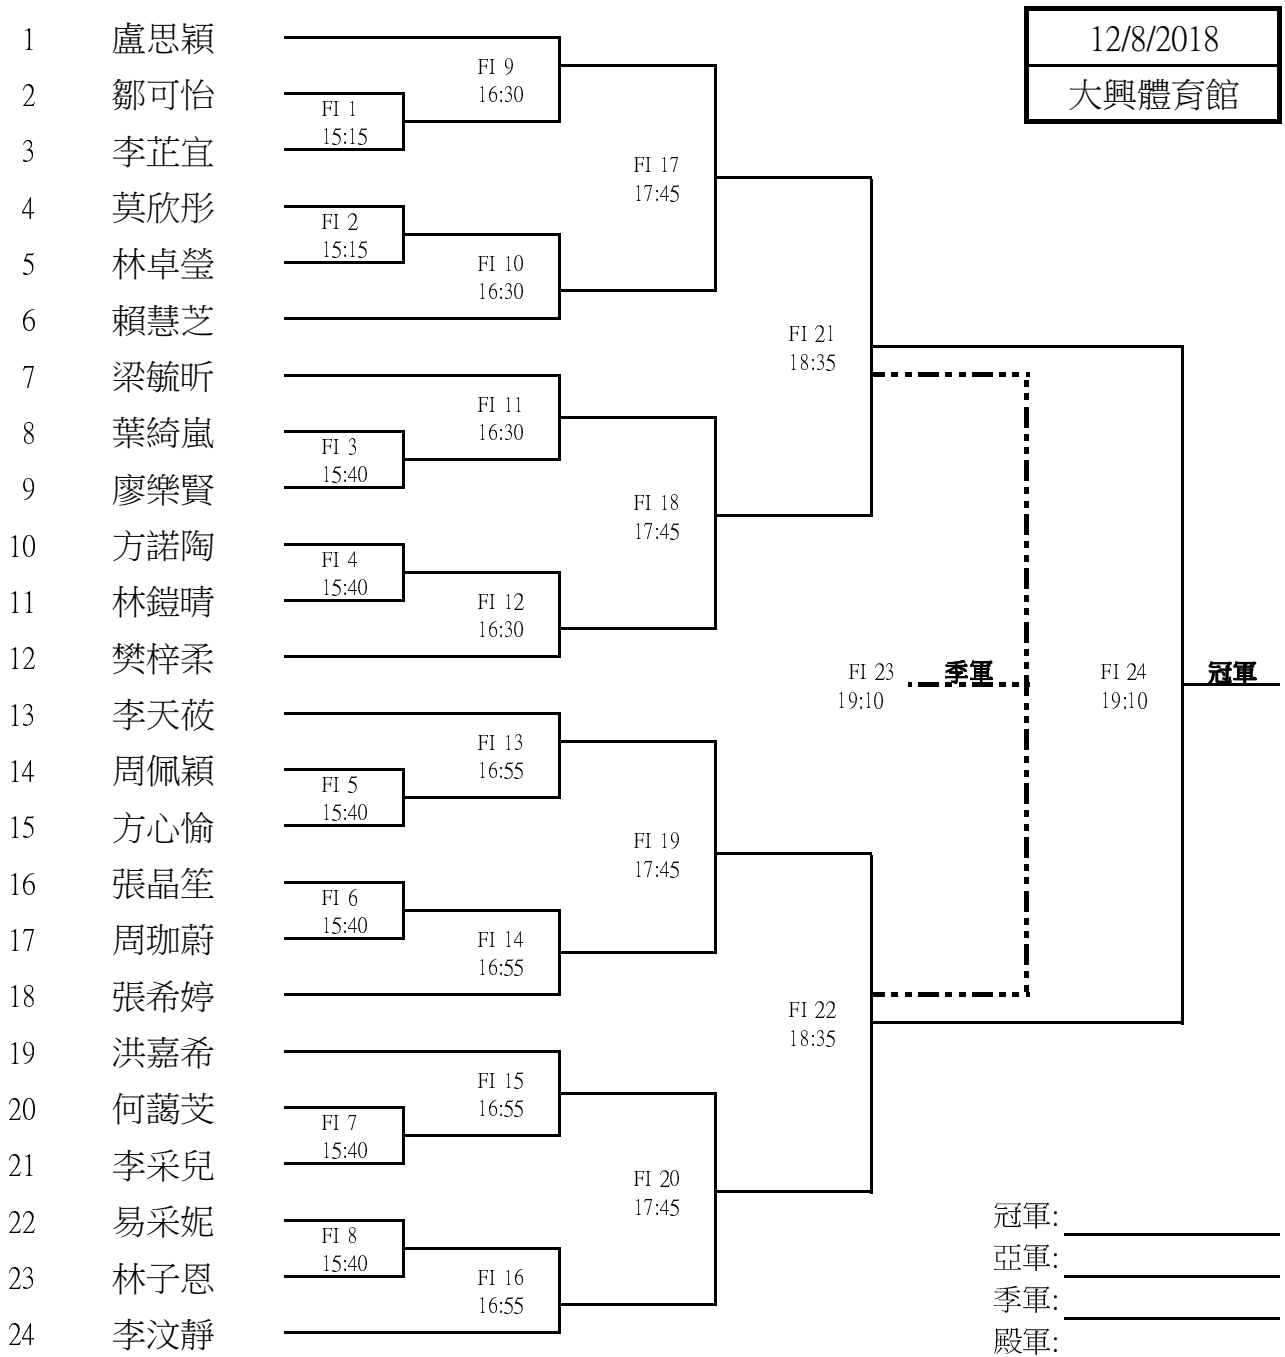 12/8/2018
大興體育館
1 盧思穎
FI 9
16:30
2 鄒可怡
FI 1
15:15
3 李芷宜
FI 17
17:45
4 莫欣彤
FI 2
15:15
5 林卓瑩
FI 10
16:30
6 賴慧芝
FI 21
18:35
7 梁毓昕
FI 11
16:30
8 葉綺嵐
FI 3
15:40
9 廖樂賢
FI 18
17:45
10 方諾陶
FI 4
15:40
11 林鎧晴
FI 12
16:30
12 樊梓柔
FI 23 季軍
19:10
FI 24 冠軍
19:10
13 李天莜
FI 13
16:55
14 周佩穎
FI 5
15:40
15 方心愉
FI 19
17:45
16 張晶笙
FI 6
15:40
17 周珈蔚
FI 14
16:55
18 張希婷
FI 22
18:35
19 洪嘉希
FI 15
16:55
20 何藹芠
FI 7
15:40
21 李采兒
FI 20
17:45
22 易采妮
FI 8
15:40
23 林子恩
FI 16
16:55
24 李汶靜
冠軍:
亞軍:
季軍:
殿軍: